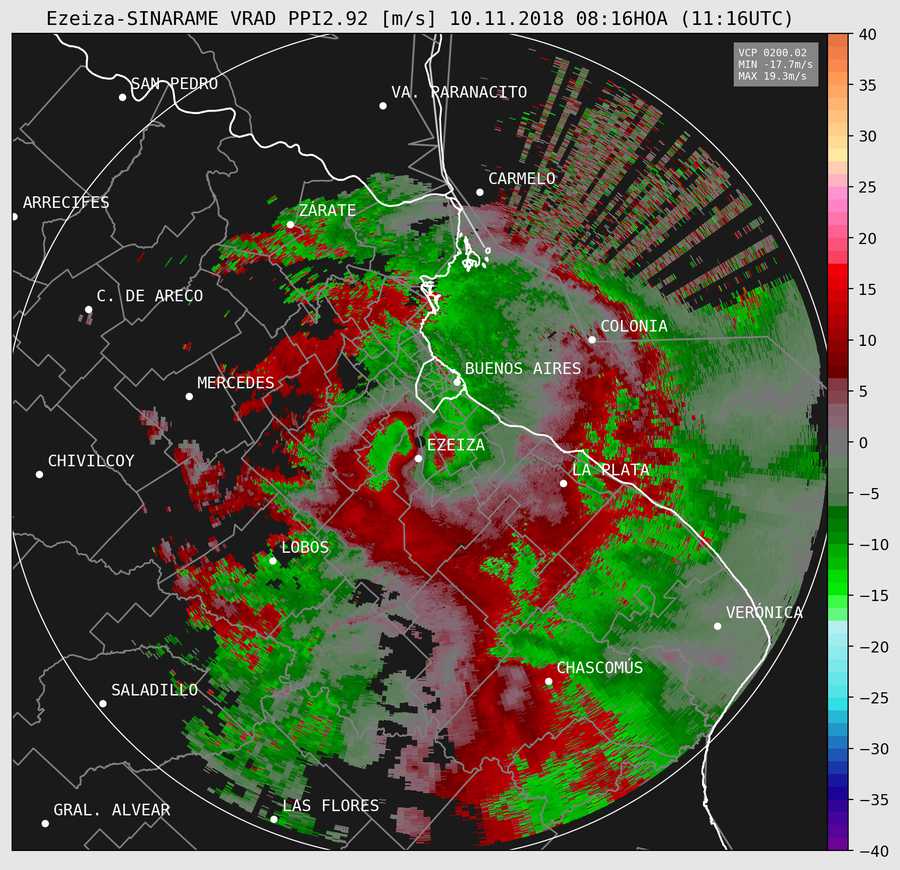 Ezeiza-SINARAME VRAD PPI2.92 [m/s] 10.11.2018 08:16HOA (11:16UTC)
VCP 0200.02
MIN -17.7m/s
MAX 19.3m/s
SAN PEDRO
VA. PARANACITO
CARMELO
ARRECIFES
ZÁRATE
C. DE ARECO
COLONIA
MERCEDES
BUENOS AIRES
EZEIZA
CHIVILCOY
LA PLATA
LOBOS
VERÓNICA
CHASCOMÚS
SALADILLO
LAS FLORES
GRAL. ALVEAR
40
35
30
25
20
15
10
5
0
−5
−10
−15
−20
−25
−30
−35
−40